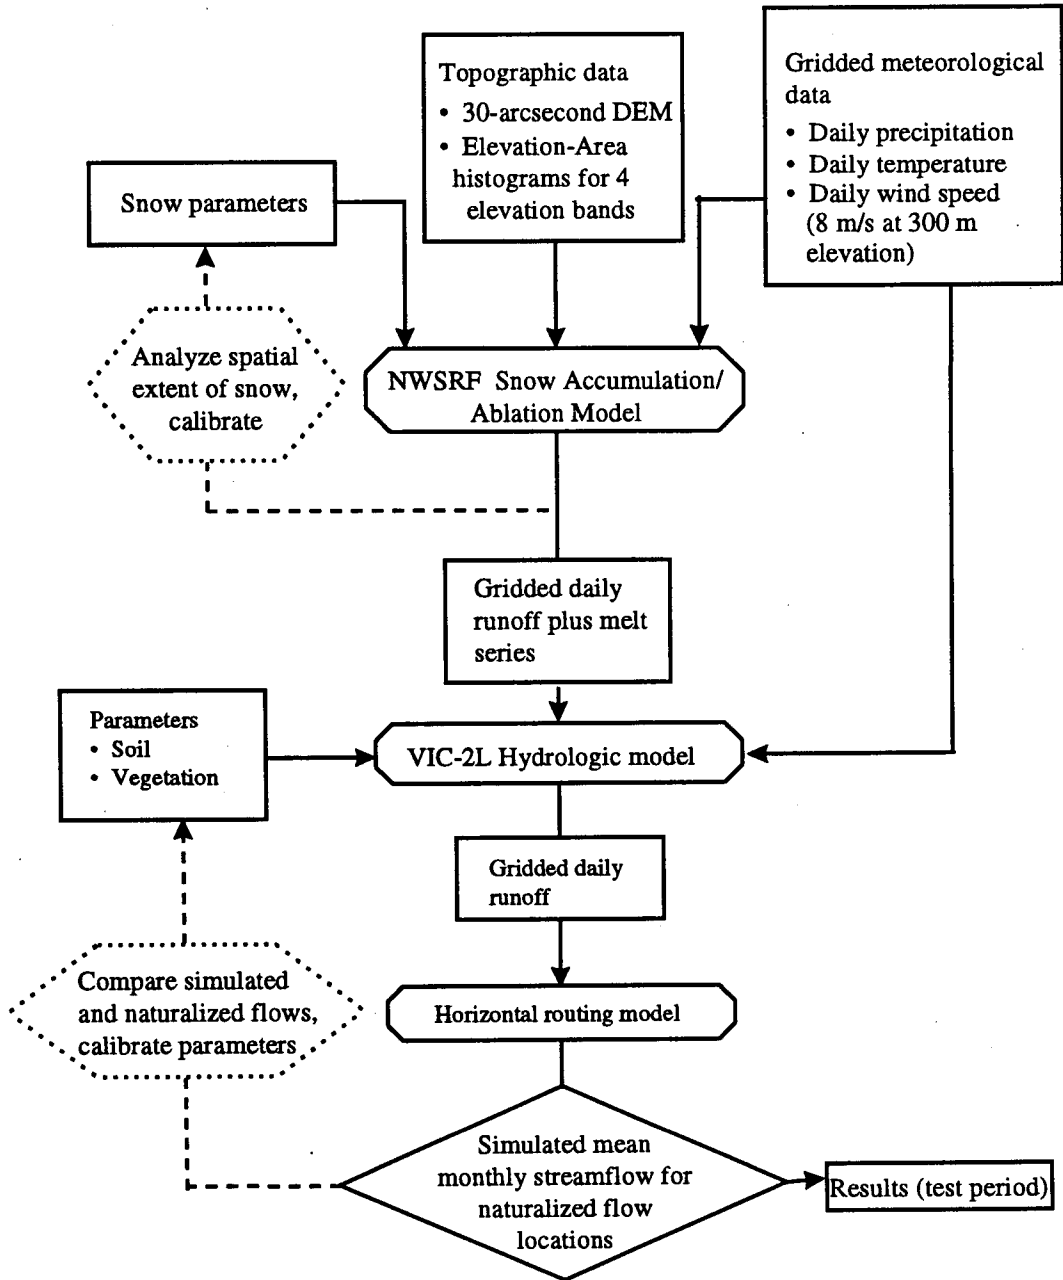 Topographic data
• 30-arcsecond DEM
• Elevation-Area
histograms for 4
elevation bands
Gridded meteorological
data
• Daily precipitation
• Daily temperature
• Daily wind speed
(8 m/s at 300 m
elevation)
Snow parameters
Analyze spatial
extent of snow,
calibrate
NWSRF Snow Accumulation/
Ablation Model
Gridded daily
runoff plus melt
series
Parameters
• Soil
• Vegetation
VIC-2L Hydrologic model
Gridded daily
runoff
Compare simulated
and naturalized flows,
calibrate parameters
Horizontal routing model
Simulated mean
monthly streamflow for
naturalized flow
locations
Results (test period)